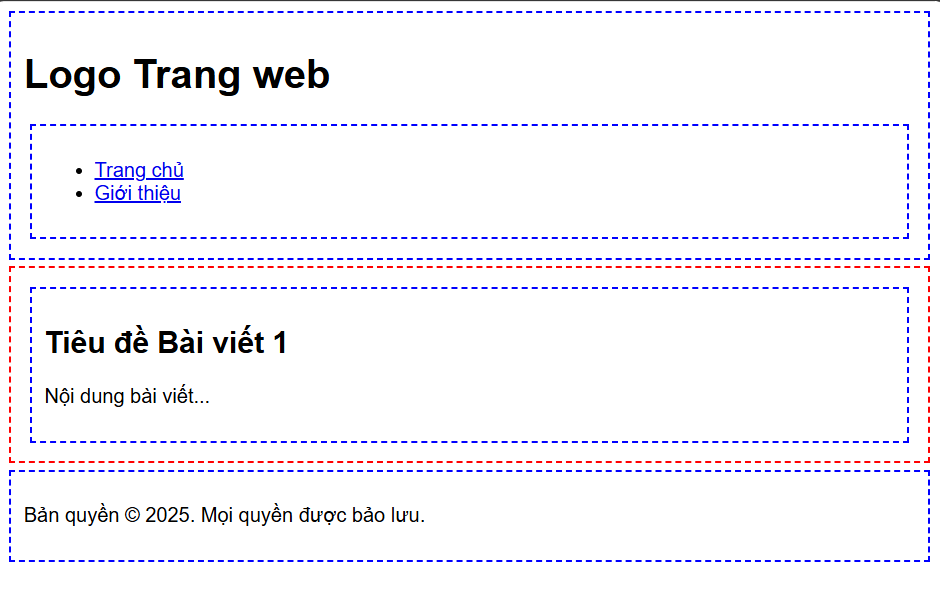 Logo Trang web
Trang chủ
Giới thiệu
Tiêu đề Bài viết 1
Nội dung bài viết...
Bản quyền © 2025. Mọi quyền được bảo lưu.